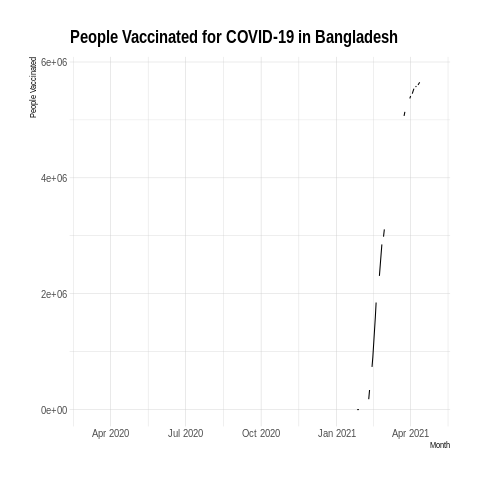 People Vaccinated for COVID-19 in Bangladesh
People Vaccinated
6e+06
4e+06
2e+06
0e+00
Apr 2020 Jul 2020 Oct 2020 Jan 2021 Apr 2021
Month